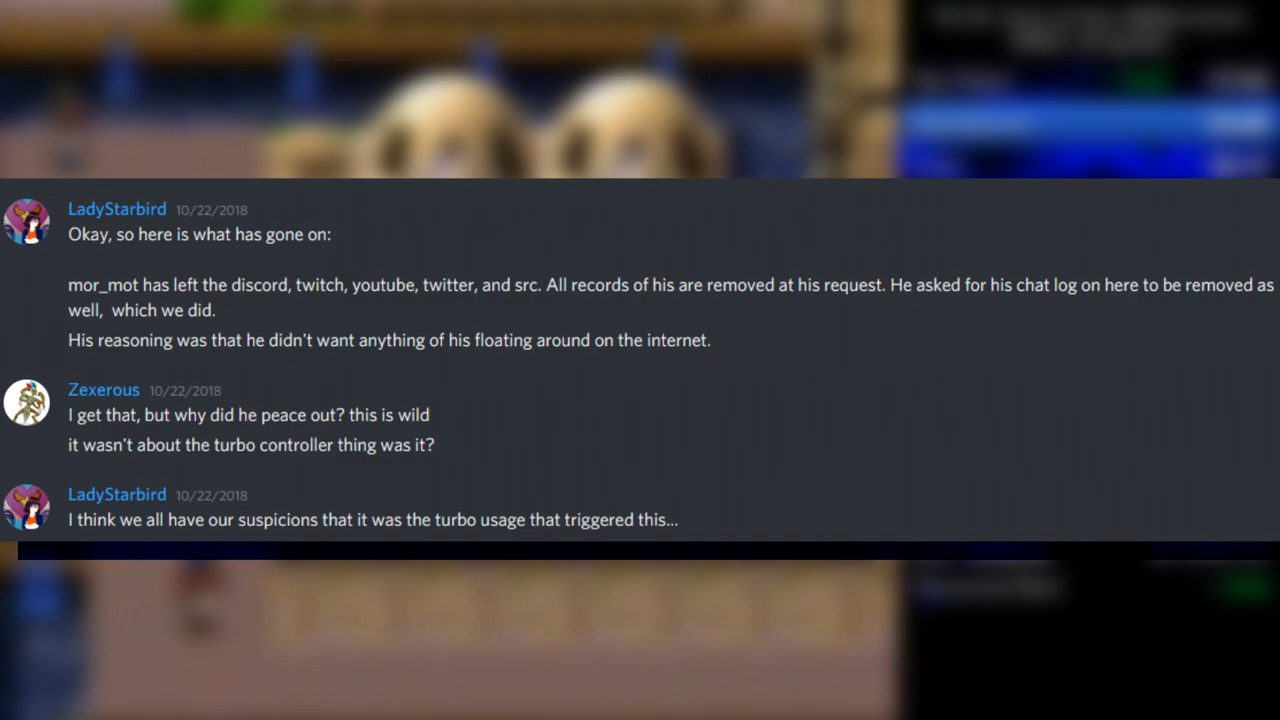 LadyStarbird 10/22/2018
Okay, so here is what has gone on:
mor_mot has left the discord, twitch, youtube, twitter, and src. All records of his are removed at his request. He asked for his chat log on here to be removed as
well,  which we did.
His reasoning was that he didn't want anything of his floating around on the internet.
Zexerous 10/22/2018
I get that, but why did he peace out? this is wild
it wasn't about the turbo controller thing was it?
LadyStarbird 10/22/2018
I think we all have our suspicions that it was the turbo usage that triggered this...